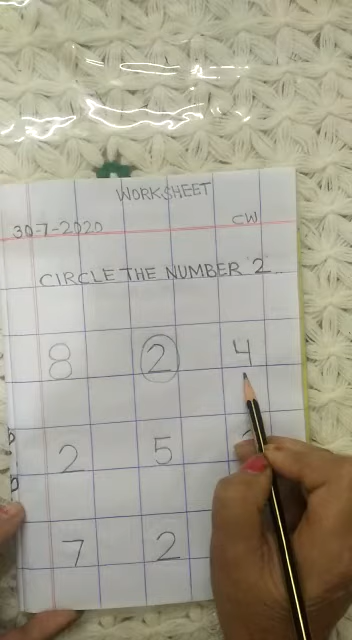 WORKSHEET
30-7-2020 CW
CIRCLE THE NUMBER "2"
8 2 4
2 5
7 2